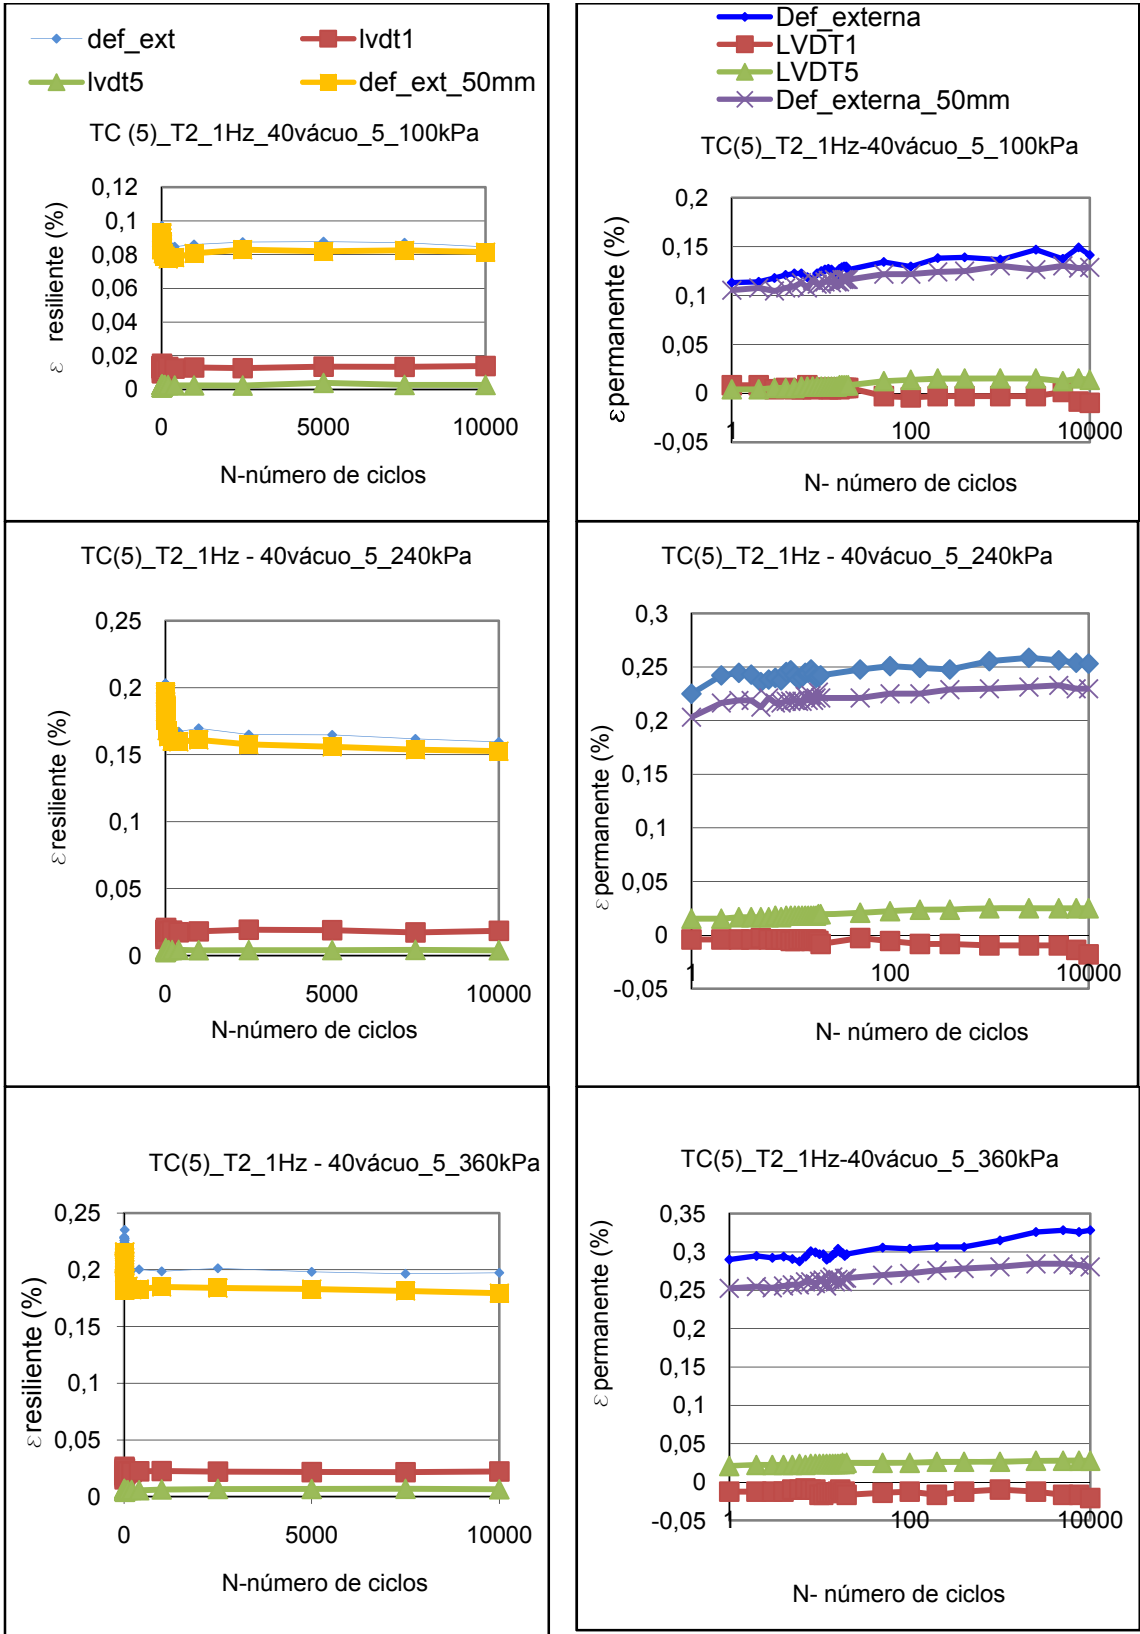 def_ext lvdt1
lvdt5 def_ext_50mm
TC (5)_T2_1Hz_40vácuo_5_100kPa
ε resiliente (%)
0,12
0,1
0,08
0,06
0,04
0,02
0
0 5000 10000
N-número de ciclos
Def_externa
LVDT1
LVDT5
Def_externa_50mm
TC(5)_T2_1Hz-40vácuo_5_100kPa
ε permanente (%)
0,2
0,15
0,1
0,05
0
-0,05
1 100 10000
N- número de ciclos
TC(5)_T2_1Hz - 40vácuo_5_240kPa
ε resiliente (%)
0,25
0,2
0,15
0,1
0,05
0
0 5000 10000
N-número de ciclos
TC(5)_T2_1Hz - 40vácuo_5_240kPa
ε permanente (%)
0,3
0,25
0,2
0,15
0,1
0,05
0
-0,05
1 100 10000
N- número de ciclos
TC(5)_T2_1Hz - 40vácuo_5_360kPa
ε resiliente (%)
0,25
0,2
0,15
0,1
0,05
0
0 5000 10000
N-número de ciclos
TC(5)_T2_1Hz-40vácuo_5_360kPa
ε permanente (%)
0,35
0,3
0,25
0,2
0,15
0,1
0,05
0
-0,05
1 100 10000
N- número de ciclos